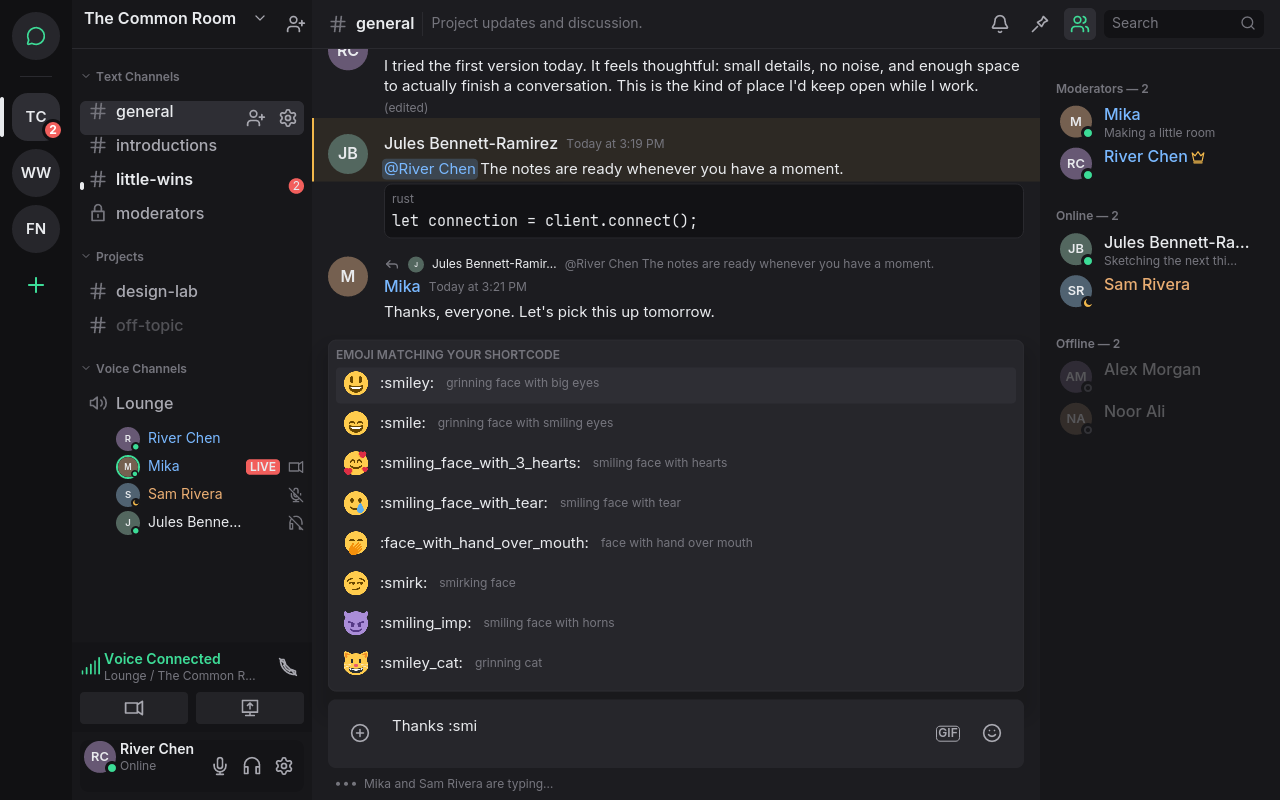 TC
2
WW
FN
The Common Room
Text Channels
general
introductions
little-wins
2
moderators
Projects
design-lab
off-topic
Voice Channels
Lounge
R
River Chen
M
Mika
LIVE
S
Sam Rivera
J
Jules Benne...
Voice Connected
Lounge / The Common R...
RC
River Chen
Online
general
Project updates and discussion.
Search
RC
I tried the first version today. It feels thoughtful: small details, no noise, and enough space
to actually finish a conversation. This is the kind of place I'd keep open while I work.
(edited)
JB
Jules Bennett-Ramirez Today at 3:19 PM
@River Chen The notes are ready whenever you have a moment.
rust
let connection = client.connect();
J
Jules Bennett-Ramir... @River Chen The notes are ready whenever you have a moment.
M
Mika Today at 3:21 PM
Thanks, everyone. Let's pick this up tomorrow.
EMOJI MATCHING YOUR SHORTCODE
:smiley: grinning face with big eyes
:smile: grinning face with smiling eyes
:smiling_face_with_3_hearts: smiling face with hearts
:smiling_face_with_tear: smiling face with tear
:face_with_hand_over_mouth: face with hand over mouth
:smirk: smirking face
:smiling_imp: smiling face with horns
:smiley_cat: grinning cat
Thanks :smi
GIF
Mika and Sam Rivera are typing...
Moderators — 2
M
Mika
Making a little room
RC
River Chen
Online — 2
JB
Jules Bennett-Ra...
Sketching the next thi...
SR
Sam Rivera
Offline — 2
AM
Alex Morgan
NA
Noor Ali